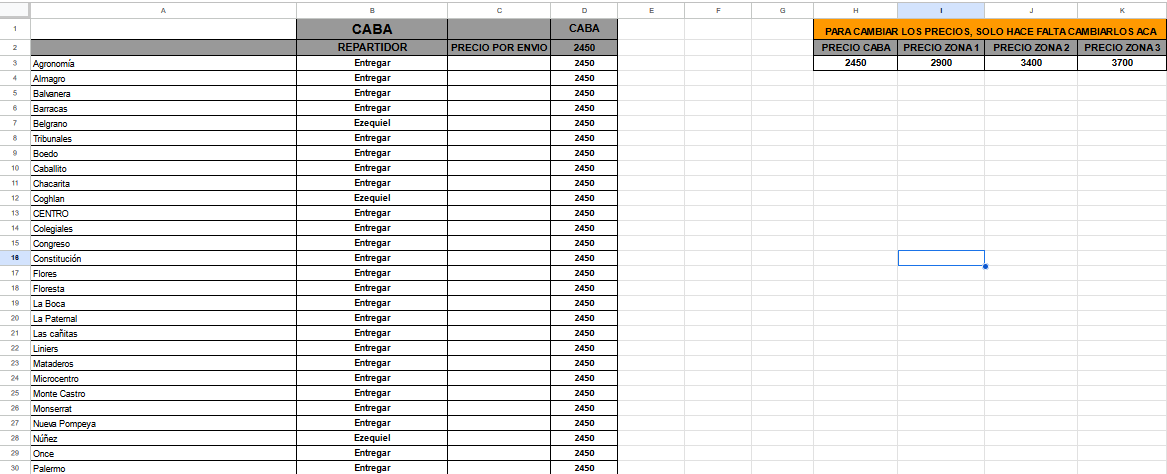 A B C D E F G H I J K
1 CABA CABA PARA CAMBIAR LOS PRECIOS, SOLO HACE FALTA CAMBIARLOS ACA
2 REPARTIDOR PRECIO POR ENVIO 2450 PRECIO CABA PRECIO ZONA 1 PRECIO ZONA 2 PRECIO ZONA 3
3 Agronomía Entregar 2450 2450 2900 3400 3700
4 Almagro Entregar 2450
5 Balvanera Entregar 2450
6 Barracas Entregar 2450
7 Belgrano Ezequiel 2450
8 Tribunales Entregar 2450
9 Boedo Entregar 2450
10 Caballito Entregar 2450
11 Chacarita Entregar 2450
12 Coghlan Ezequiel 2450
13 CENTRO Entregar 2450
14 Colegiales Entregar 2450
15 Congreso Entregar 2450
16 Constitución Entregar 2450
17 Flores Entregar 2450
18 Floresta Entregar 2450
19 La Boca Entregar 2450
20 La Paternal Entregar 2450
21 Las cañitas Entregar 2450
22 Liniers Entregar 2450
23 Mataderos Entregar 2450
24 Microcentro Entregar 2450
25 Monte Castro Entregar 2450
26 Monserrat Entregar 2450
27 Nueva Pompeya Entregar 2450
28 Núñez Ezequiel 2450
29 Once Entregar 2450
30 Palermo Entregar 2450